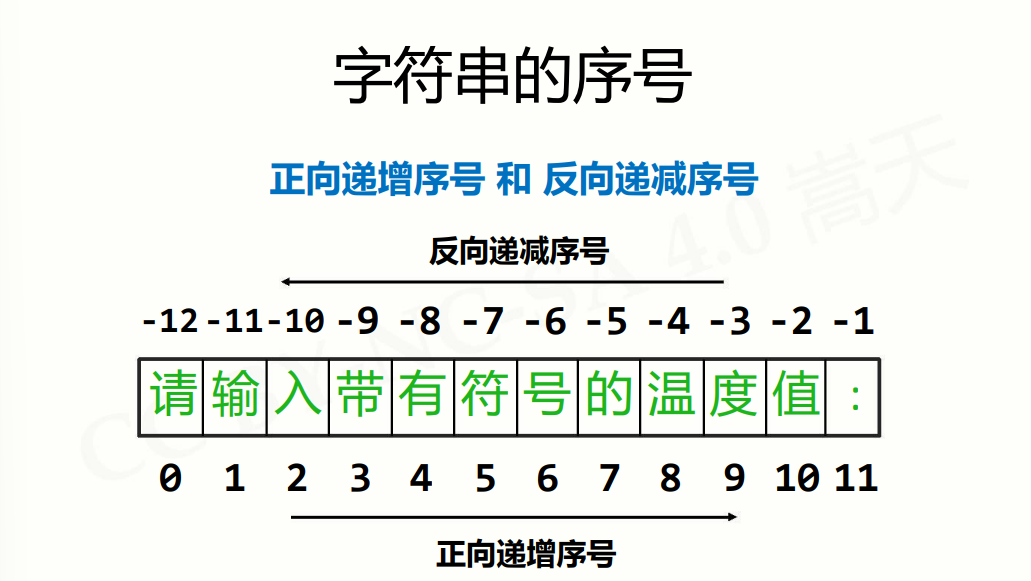 字符串的序号
正向递增序号 和 反向递减序号
反向递减序号
-12 -11 -10 -9 -8 -7 -6 -5 -4 -3 -2 -1
请输入带有符号的温度值:
0 1 2 3 4 5 6 7 8 9 10 11
正向递增序号
CC BY NC-SA 4.0 嵩天